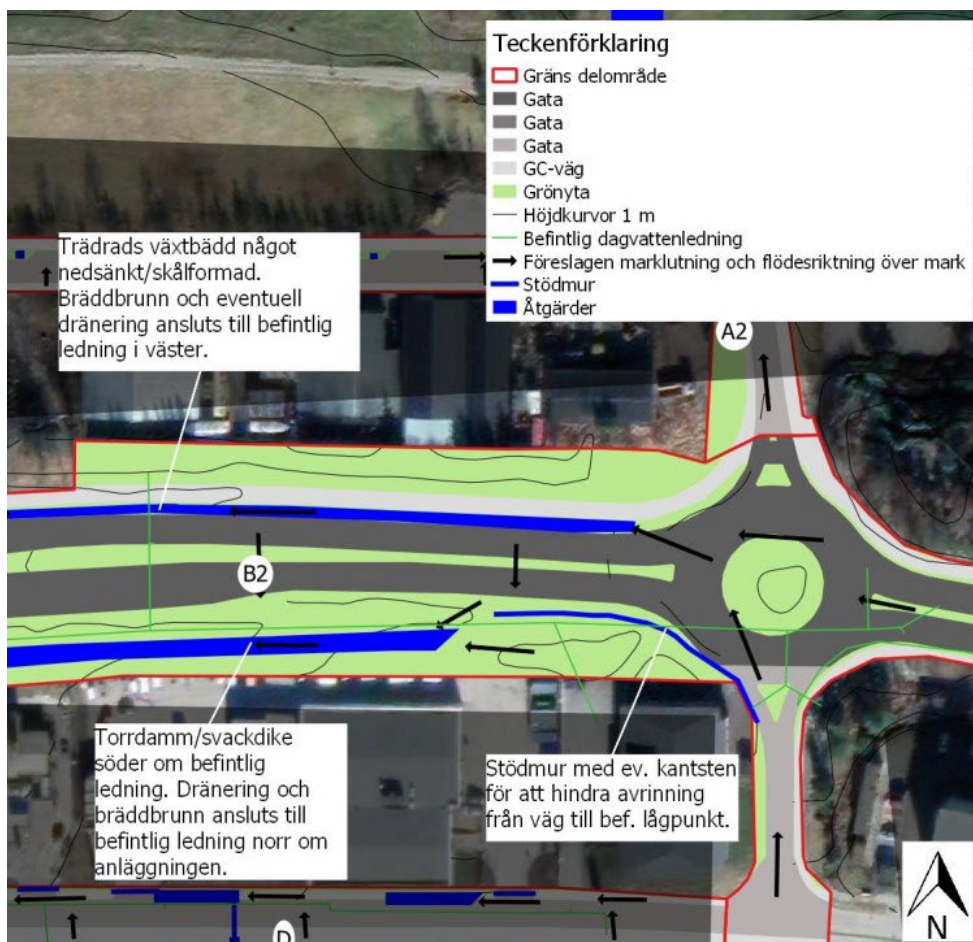 Teckenförklaring
Gräns delområde
Gata
Gata
Gata
GC-väg
Grönyta
Höjdkurvor 1 m
Befintlig dagvattenledning
Föreslagen marklutning och flödesriktning över mark
Stödmur
Åtgärder
Trädrads växtbädd något
nedsänkt/skålformad.
Bräddbrunn och eventuell
dränering ansluts till befintlig
ledning i väster.
A2
B2
Torrdamm/svackdike
söder om befintlig
ledning. Dränering och
bräddbrunn ansluts till
befintlig ledning norr om
anläggningen.
Stödmur med ev. kantsten
för att hindra avrinning
från väg till bef. lågpunkt.
D
N